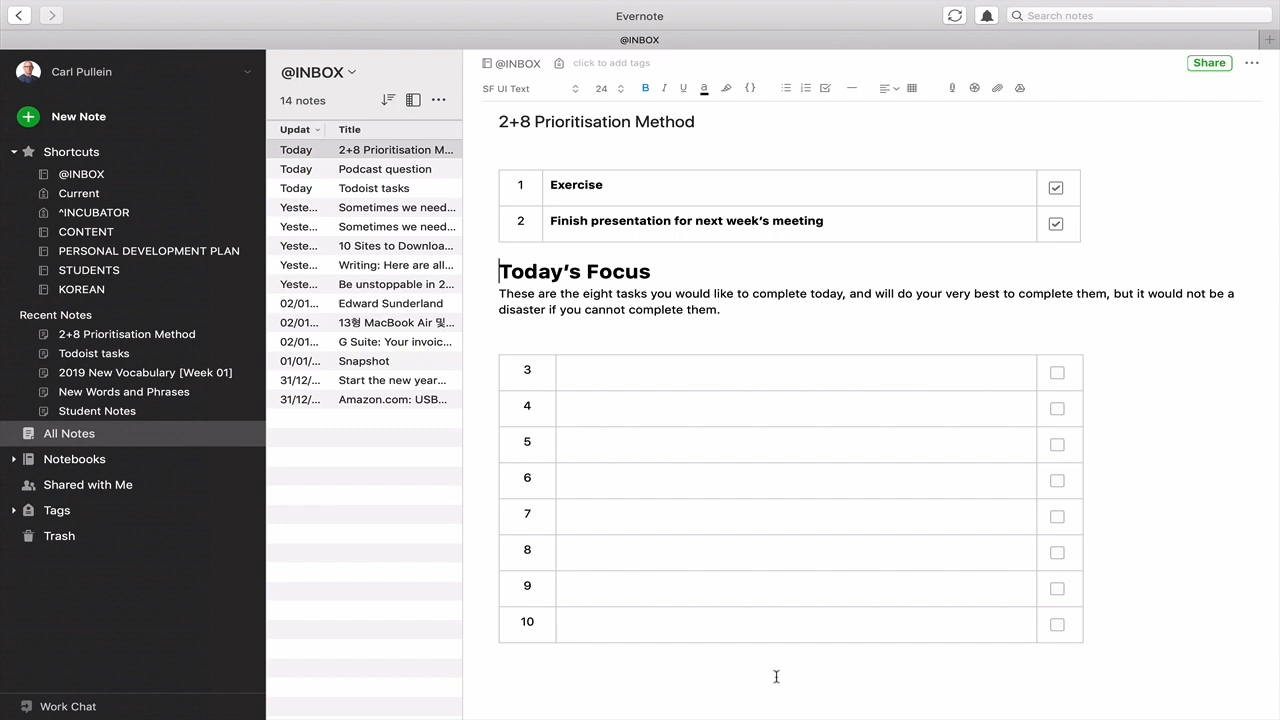 Evernote
Search notes
@INBOX
Carl Pullein
New Note
Shortcuts
@INBOX
Current
^INCUBATOR
CONTENT
PERSONAL DEVELOPMENT PLAN
STUDENTS
KOREAN
Recent Notes
2+8 Prioritisation Method
Todoist tasks
2019 New Vocabulary [Week 01]
New Words and Phrases
Student Notes
All Notes
Notebooks
Shared with Me
Tags
Trash
Work Chat
@INBOX
14 notes
Updat Title
Today 2+8 Prioritisation M...
Today Podcast question
Today Todoist tasks
Yeste... Sometimes we need...
Yeste... Sometimes we need...
Yeste... 10 Sites to Downloa...
Yeste... Writing: Here are all...
Yeste... Be unstoppable in 2...
02/01... Edward Sunderland
02/01... 13형 MacBook Air 및...
02/01... G Suite: Your invoic...
01/01/... Snapshot
31/12/... Start the new year...
31/12/... Amazon.com: USB...
@INBOX click to add tags
Share
SF UI Text 24 B I U a
2+8 Prioritisation Method
1 Exercise
2 Finish presentation for next week's meeting
Today's Focus
These are the eight tasks you would like to complete today, and will do your very best to complete them, but it would not be a
disaster if you cannot complete them.
3
4
5
6
7
8
9
10